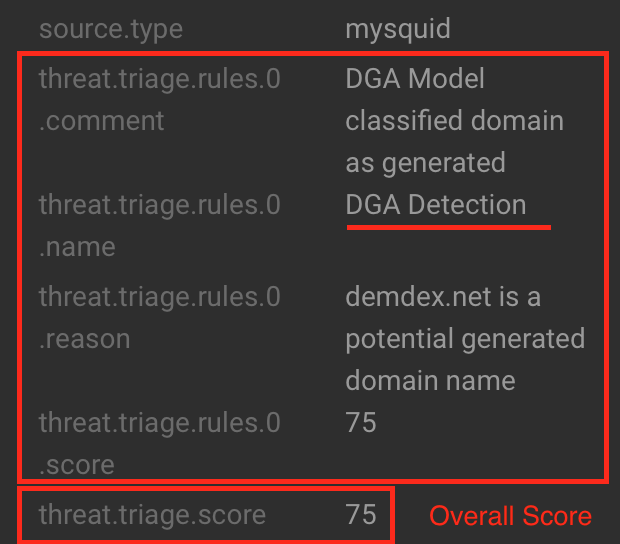 source.type mysquid
threat.triage.rules.0 DGA Model
.comment classified domain
as generated
threat.triage.rules.0 DGA Detection
.name
threat.triage.rules.0 demdex.net is a
.reason potential generated
domain name
threat.triage.rules.0 75
.score
threat.triage.score 75 Overall Score